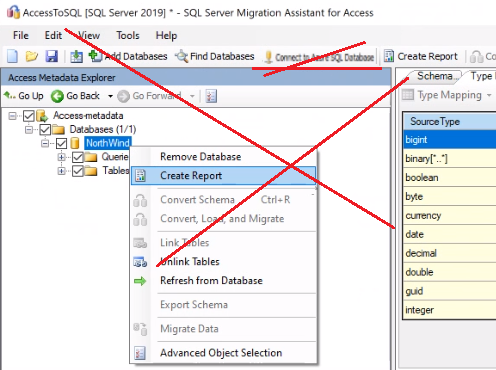 AccessToSQL [SQL Server 2019] * - SQL Server Migration Assistant for Access
File Edit View Tools Help
Add Databases Find Databases Connect to Azure SQL Database Create Report Co
Access Metadata Explorer
Schema... Type M
Go Up Go Back Go Forward
Type Mapping
Access-metadata
Databases (1/1)
NorthWind
Querie
Tables
Remove Database
Create Report
Convert Schema Ctrl+R
Convert, Load, and Migrate
Link Tables
Unlink Tables
Refresh from Database
Export Schema
Migrate Data
Advanced Object Selection
SourceType
bigint
binary[*..*]
boolean
byte
currency
date
decimal
double
guid
integer